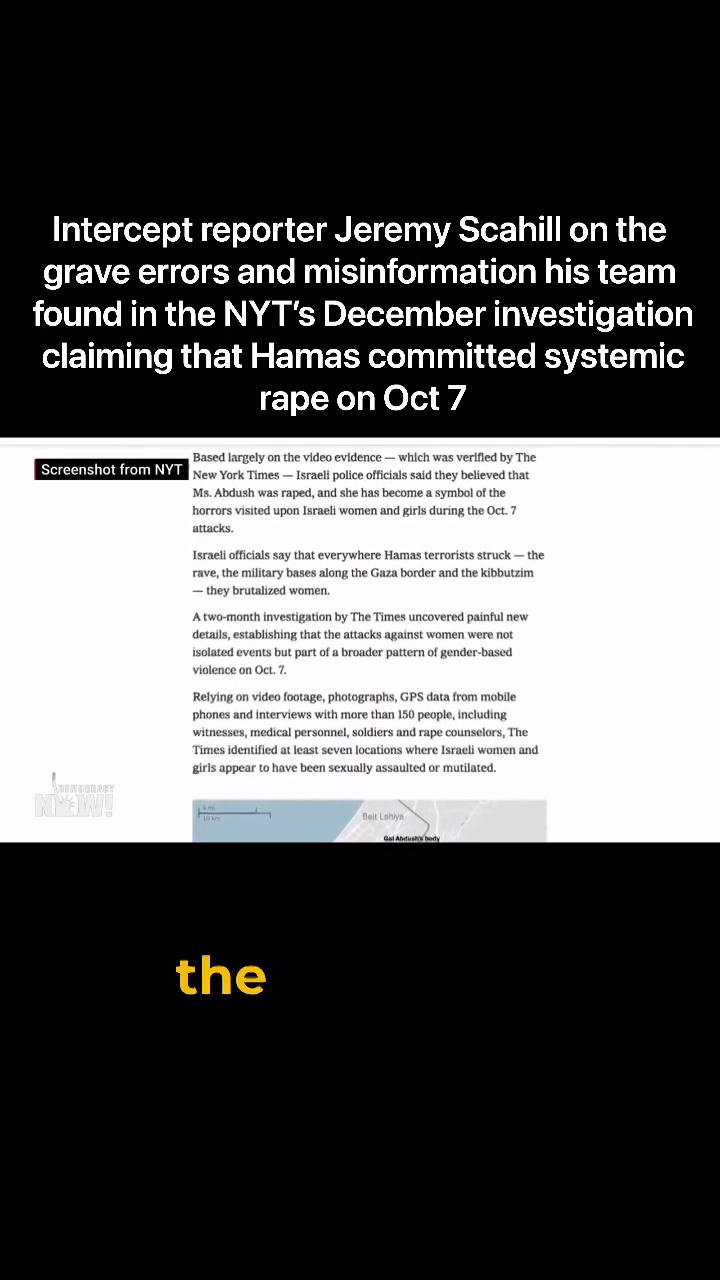 Intercept reporter Jeremy Scahill on the
grave errors and misinformation his team
found in the NYT's December investigation
claiming that Hamas committed systemic
rape on Oct 7
Screenshot from NYT
Based largely on the video evidence — which was verified by The
New York Times — Israeli police officials said they believed that
Ms. Abdush was raped, and she has become a symbol of the
horrors visited upon Israeli women and girls during the Oct. 7
attacks.
Israeli officials say that everywhere Hamas terrorists struck — the
rave, the military bases along the Gaza border and the kibbutzim
— they brutalized women.
A two-month investigation by The Times uncovered painful new
details, establishing that the attacks against women were not
isolated events but part of a broader pattern of gender-based
violence on Oct. 7.
Relying on video footage, photographs, GPS data from mobile
phones and interviews with more than 150 people, including
witnesses, medical personnel, soldiers and rape counselors, The
Times identified at least seven locations where Israeli women and
girls appear to have been sexually assaulted or mutilated.
DEMOCRACY
NOW!
5 mi.
10 km
Beit Lahiya
Gal Abdush's body
the